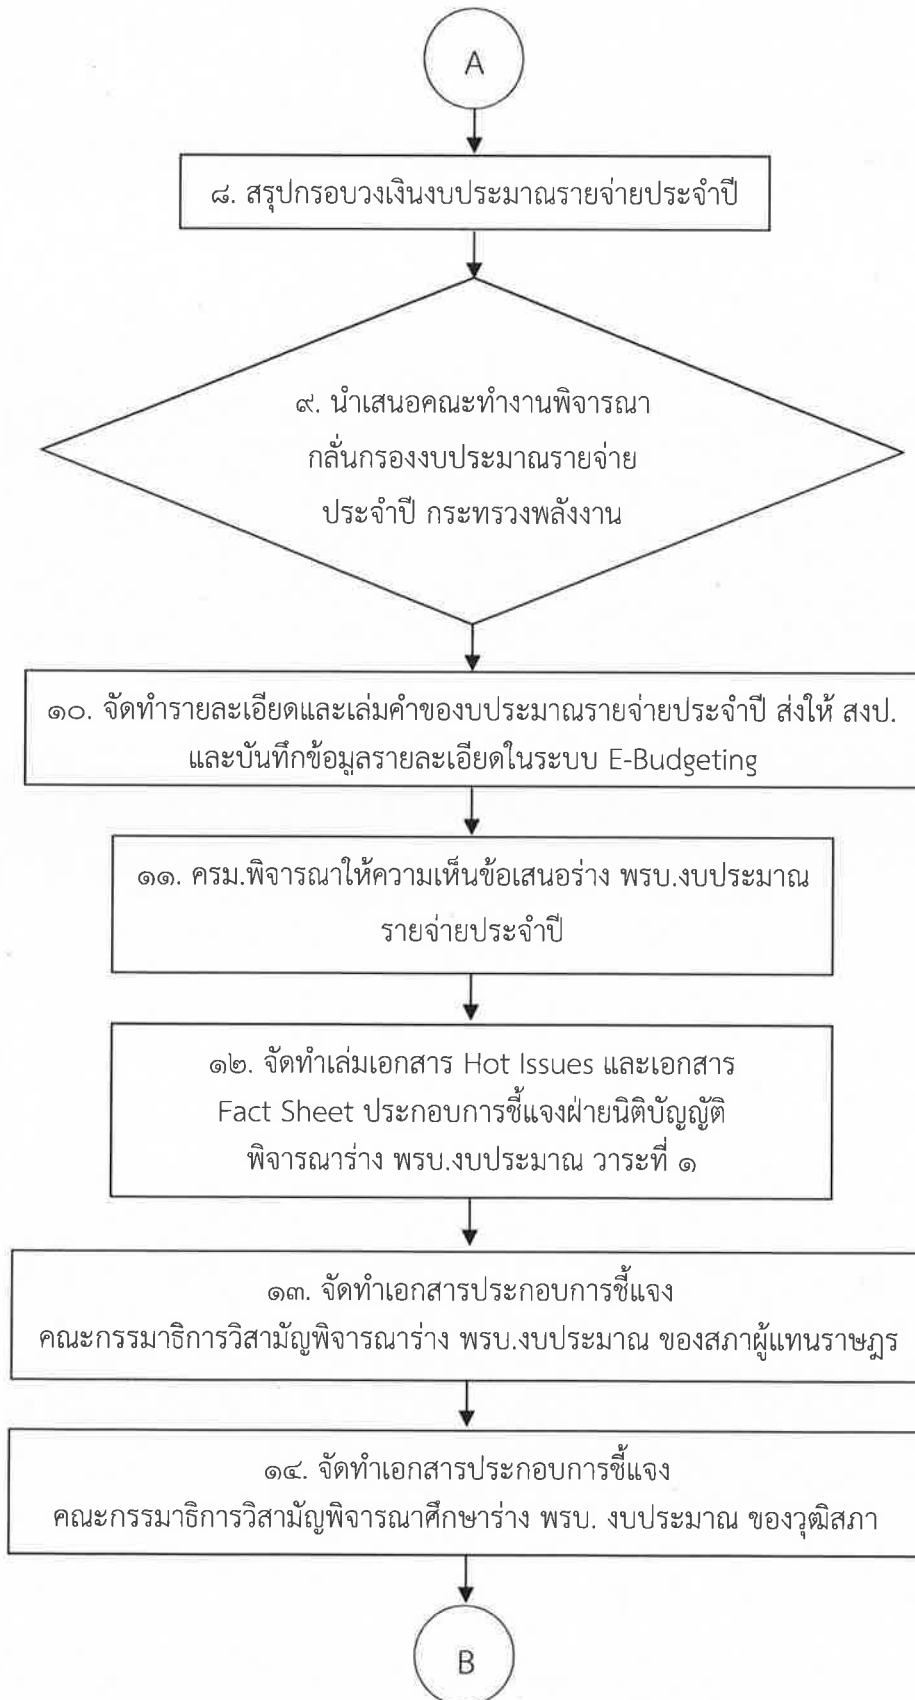 A
๘. สรุปกรอบวงเงินงบประมาณรายจ่ายประจำปี
๙. นำเสนอคณะทำงานพิจารณา
กลั่นกรองงบประมาณรายจ่าย
ประจำปี กระทรวงพลังงาน
๑๐. จัดทำรายละเอียดและเล่มคำของบประมาณรายจ่ายประจำปี ส่งให้ สงป.
และบันทึกข้อมูลรายละเอียดในระบบ E-Budgeting
๑๑. ครม.พิจารณาให้ความเห็นข้อเสนอร่าง พรบ.งบประมาณ
รายจ่ายประจำปี
๑๒. จัดทำเล่มเอกสาร Hot Issues และเอกสาร
Fact Sheet ประกอบการชี้แจงฝ่ายนิติบัญญัติ
พิจารณาร่าง พรบ.งบประมาณ วาระที่ ๑
๑๓. จัดทำเอกสารประกอบการชี้แจง
คณะกรรมาธิการวิสามัญพิจารณาร่าง พรบ.งบประมาณ ของสภาผู้แทนราษฎร
๑๔. จัดทำเอกสารประกอบการชี้แจง
คณะกรรมาธิการวิสามัญพิจารณาศึกษาร่าง พรบ. งบประมาณ ของวุฒิสภา
B